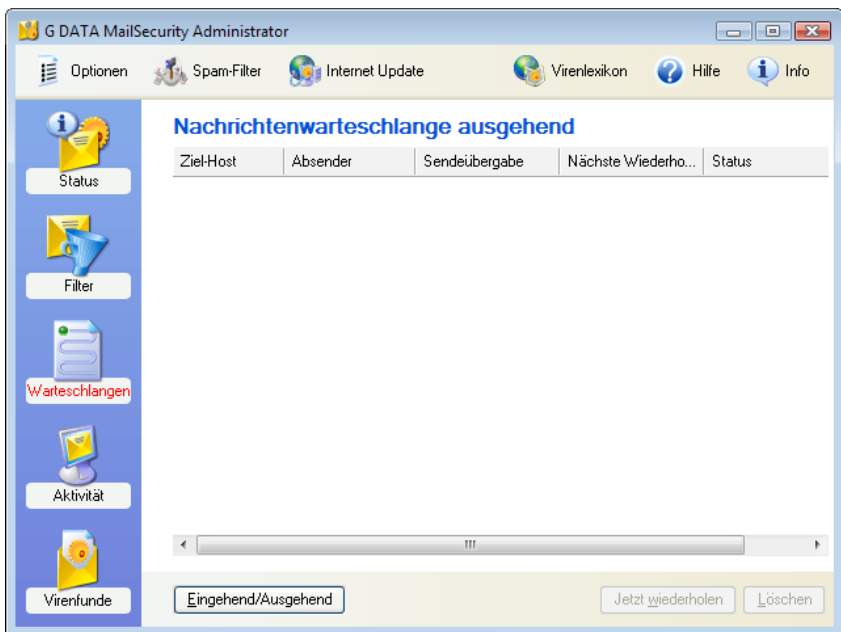 G DATA MailSecurity Administrator
Optionen Spam-Filter Internet Update Virenlexikon Hilfe Info
Status
Filter
Warteschlangen
Aktivität
Virenfunde
Nachrichtenwarteschlange ausgehend
Ziel-Host Absender Sendeübergabe Nächste Wiederho... Status
Eingehend/Ausgehend Jetzt wiederholen Löschen